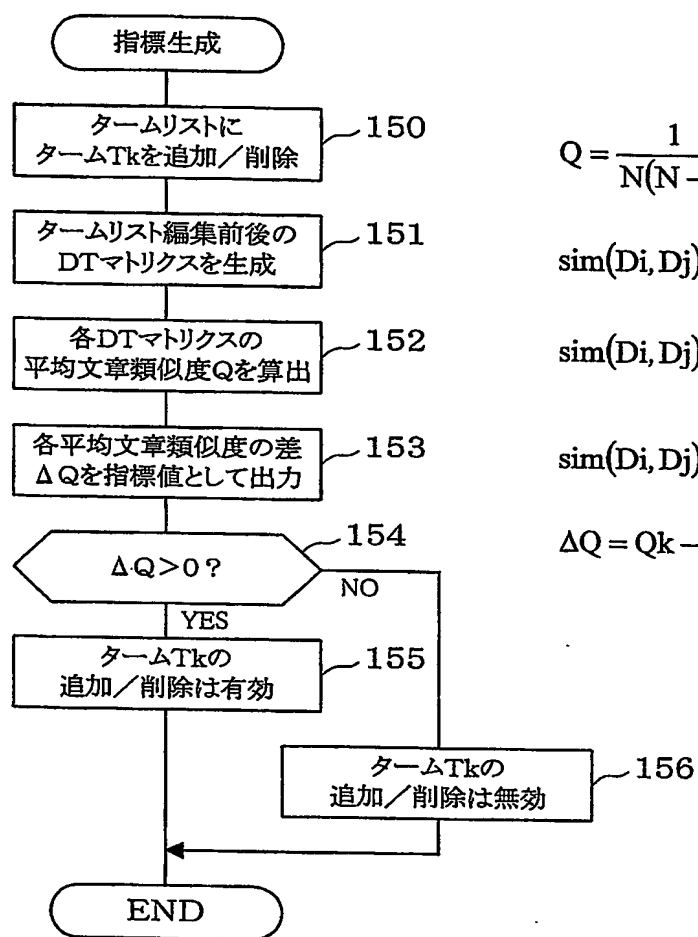 指標生成
タームリストに
タームTkを追加／削除
150
タームリスト編集前後の
DTマトリクスを生成
151
各DTマトリクスの
平均文章類似度Qを算出
152
各平均文章類似度の差
ΔQを指標値として出力
153
ΔQ>0?
154
NO
YES
タームTkの
追加／削除は有効
155
タームTkの
追加／削除は無効
156
END
Q = 1
N(N −
sim(Di, Dj)
sim(Di, Dj)
sim(Di, Dj)
ΔQ = Qk −